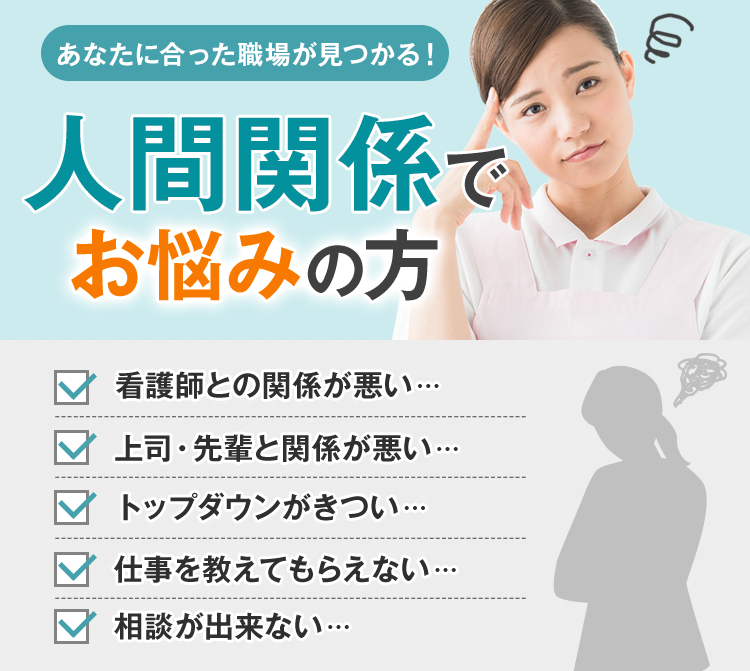 あなたに合った職場が見つかる！
人間関係で
お悩みの方
看護師との関係が悪い…
上司・先輩と関係が悪い…
トップダウンがきつい…
仕事を教えてもらえない…
相談が出来ない…